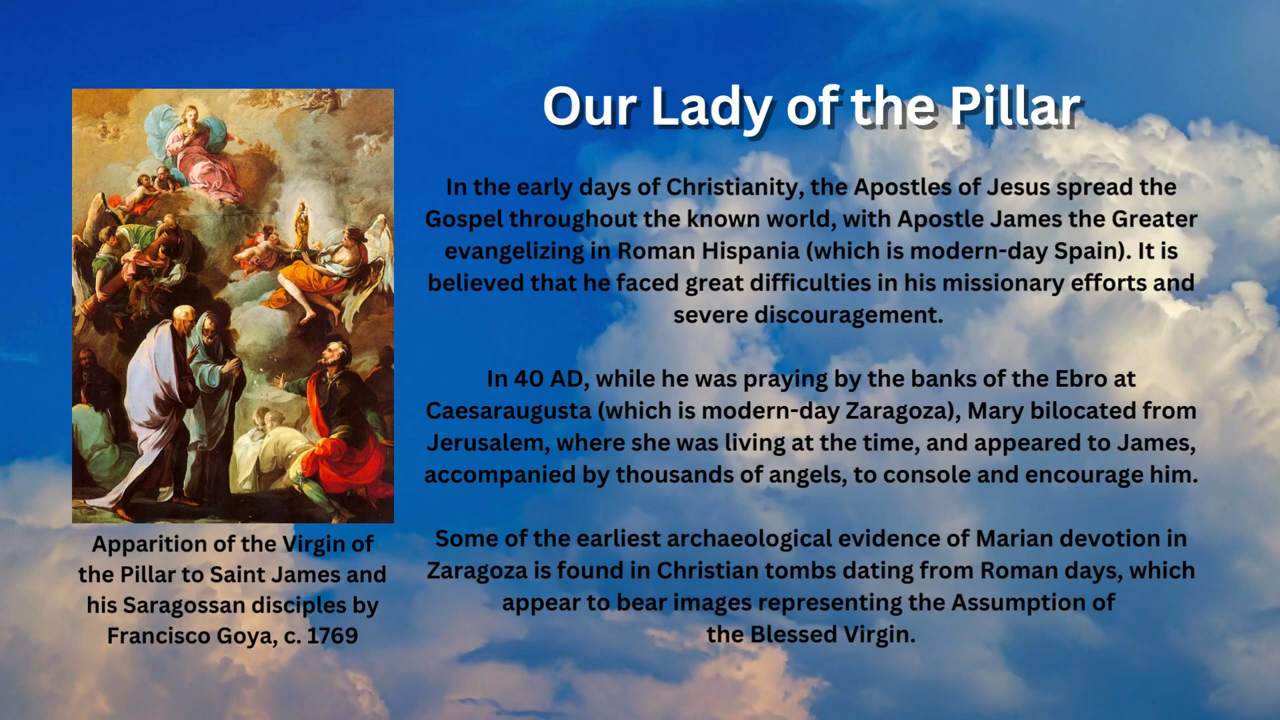 Our Lady of the Pillar
In the early days of Christianity, the Apostles of Jesus spread the
Gospel throughout the known world, with Apostle James the Greater
evangelizing in Roman Hispania (which is modern-day Spain). It is
believed that he faced great difficulties in his missionary efforts and
severe discouragement.
In 40 AD, while he was praying by the banks of the Ebro at
Caesaraugusta (which is modern-day Zaragoza), Mary bilocated from
Jerusalem, where she was living at the time, and appeared to James,
accompanied by thousands of angels, to console and encourage him.
Some of the earliest archaeological evidence of Marian devotion in
Zaragoza is found in Christian tombs dating from Roman days, which
appear to bear images representing the Assumption of
the Blessed Virgin.
Apparition of the Virgin of
the Pillar to Saint James and
his Saragossan disciples by
Francisco Goya, c. 1769